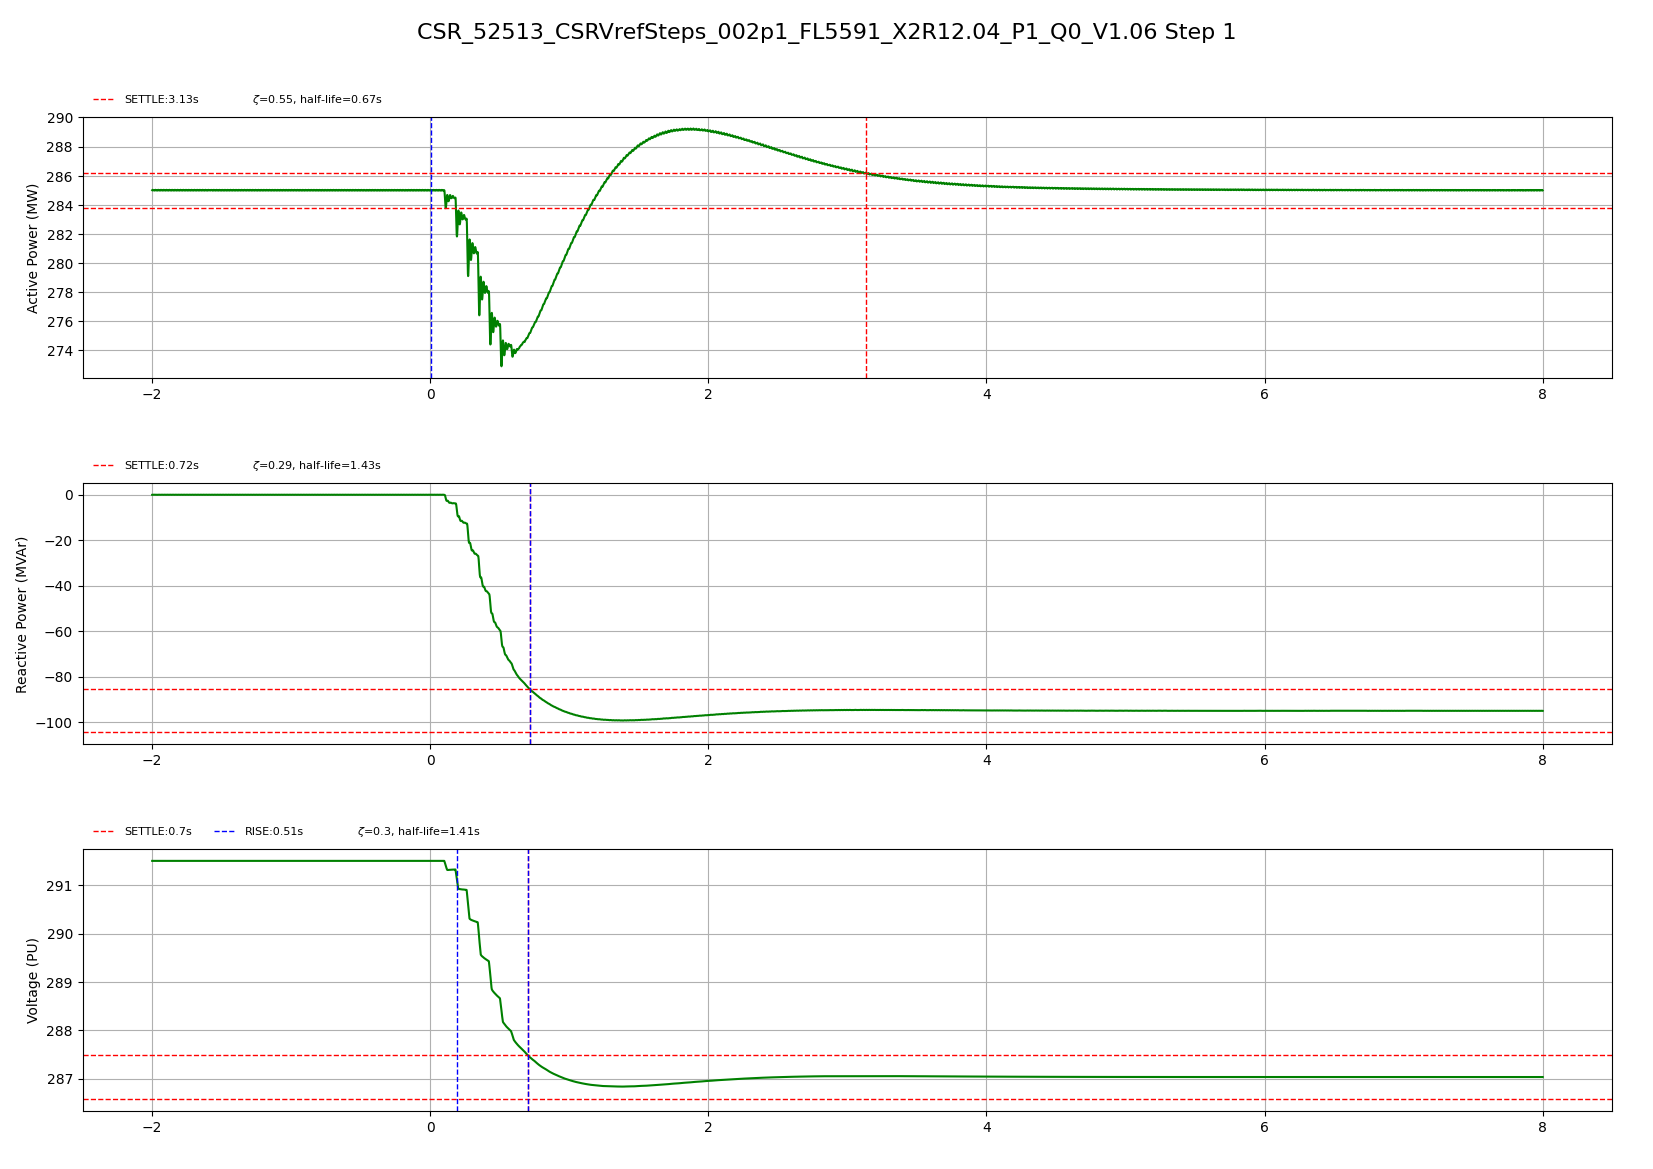 CSR_52513_CSRVrefSteps_002p1_FL5591_X2R12.04_P1_Q0_V1.06 Step 1
SETTLE:3.13s ζ=0.55, half-life=0.67s
290
288
286
284
282
280
278
276
274
Active Power (MW)
−2 0 2 4 6 8
SETTLE:0.72s ζ=0.29, half-life=1.43s
0
−20
−40
−60
−80
−100
Reactive Power (MVAr)
−2 0 2 4 6 8
SETTLE:0.7s RISE:0.51s ζ=0.3, half-life=1.41s
291
290
289
288
287
Voltage (PU)
−2 0 2 4 6 8